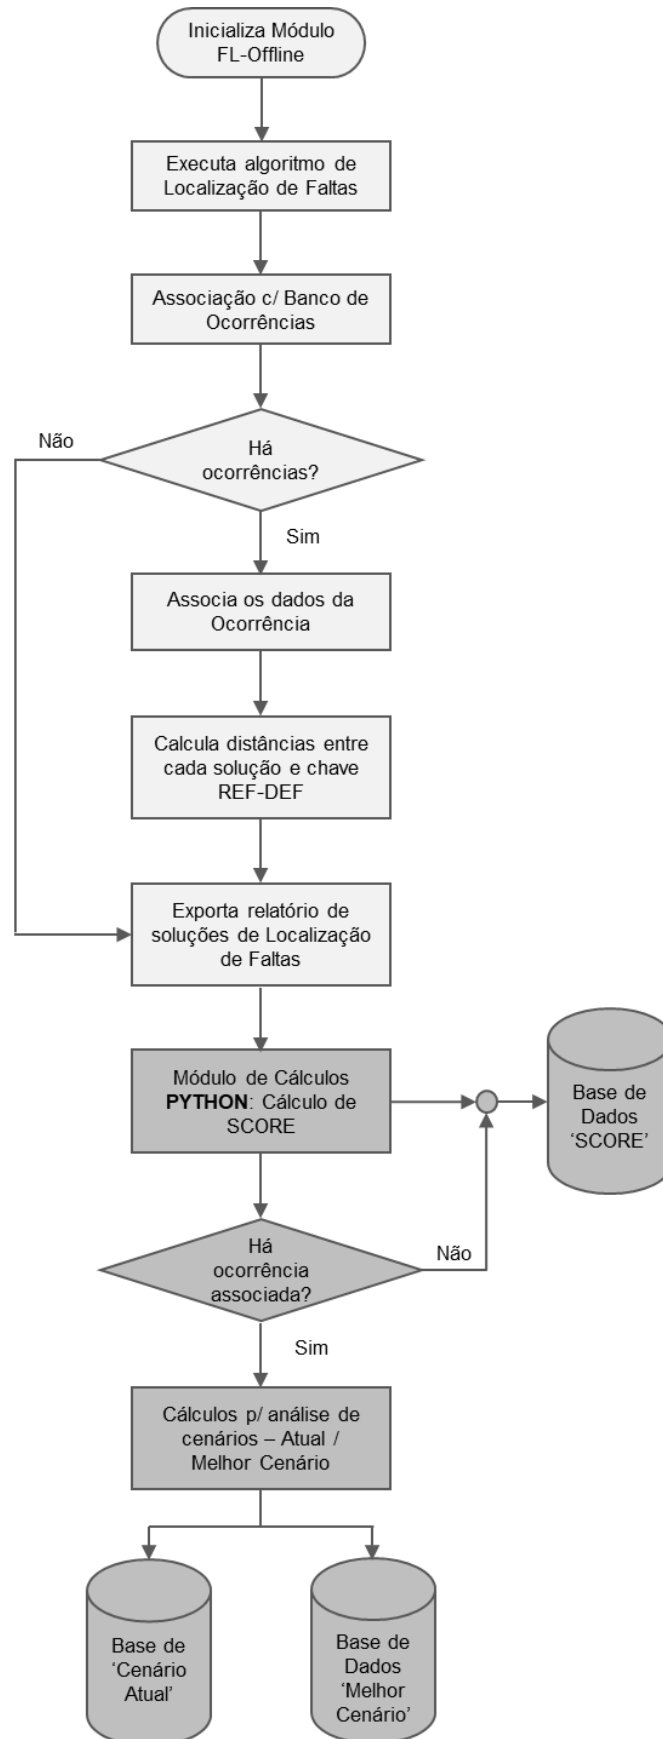 Inicializa Módulo
FL-Offline
Executa algoritmo de
Localização de Faltas
Associação c/ Banco de
Ocorrências
Há
ocorrências?
Não
Sim
Associa os dados da
Ocorrência
Calcula distâncias entre
cada solução e chave
REF-DEF
Exporta relatório de
soluções de Localização
de Faltas
Módulo de Cálculos
PYTHON: Cálculo de
SCORE
Base de
Dados
‘SCORE’
Há
ocorrência
associada?
Não
Sim
Cálculos p/ análise de
cenários – Atual /
Melhor Cenário
Base de
‘Cenário
Atual’
Base de
Dados
‘Melhor
Cenário’